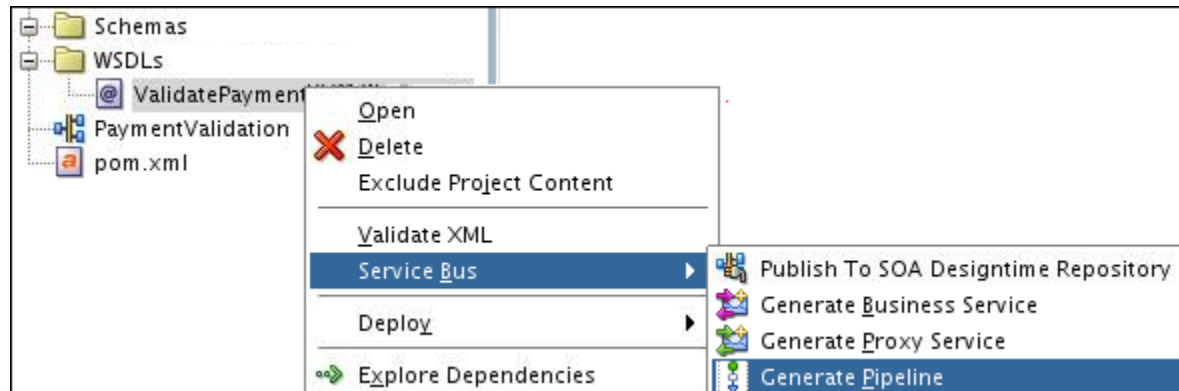 Schemas
WSDLs
ValidatePayment
PaymentValidation
pom.xml
Open
Delete
Exclude Project Content
Validate XML
Service Bus
Deploy
Explore Dependencies
Publish To SOA Designtime Repository
Generate Business Service
Generate Proxy Service
Generate Pipeline